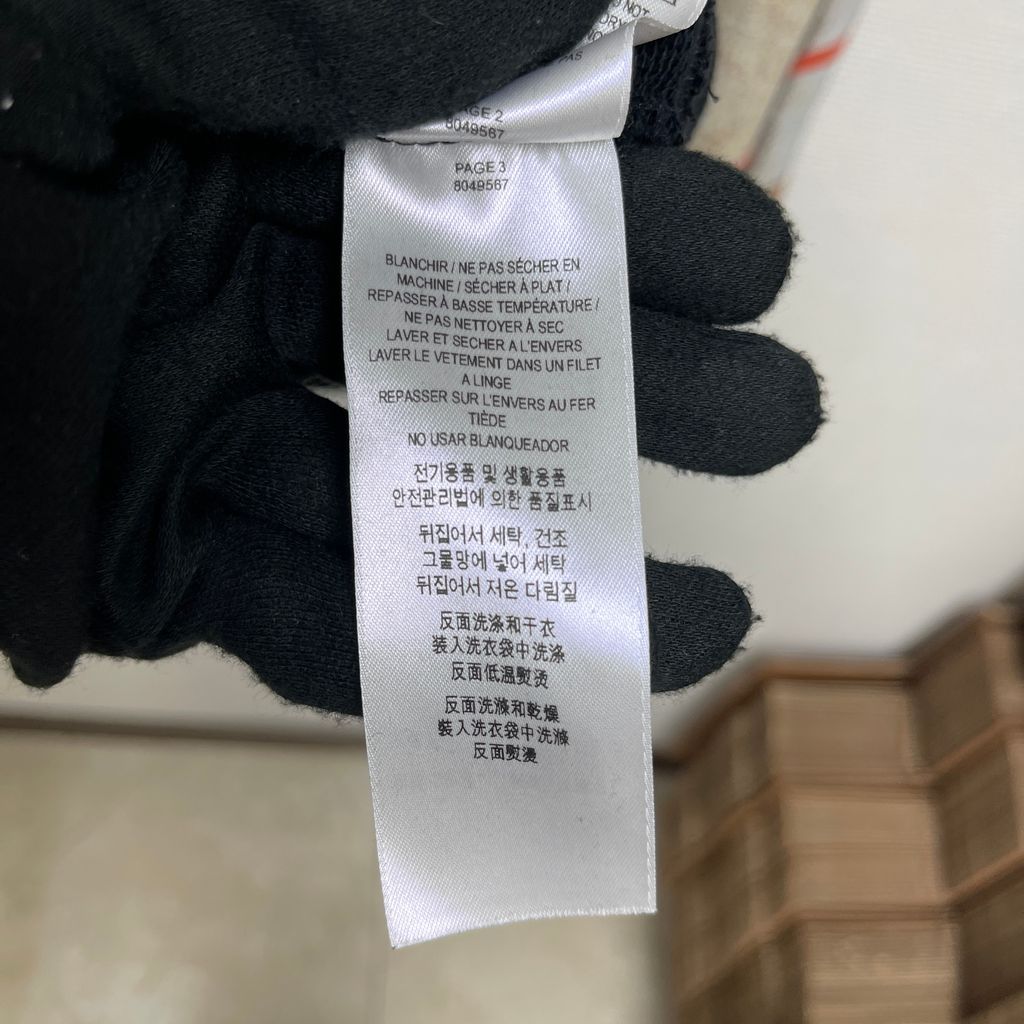 NOT
PAS
PAGE 2
8049567
PAGE 3
8049567
BLANCHIR / NE PAS SÉCHER EN
MACHINE / SÉCHER À PLAT /
REPASSER À BASSE TEMPÉRATURE /
NE PAS NETTOYER À SEC
LAVER ET SECHER A L'ENVERS
LAVER LE VETEMENT DANS UN FILET
A LINGE
REPASSER SUR L'ENVERS AU FER
TIÈDE
NO USAR BLANQUEADOR
전기용품 및 생활용품
안전관리법에 의한 품질표시
뒤집어서 세탁, 건조
그물망에 넣어 세탁
뒤집어서 저온 다림질
反面洗涤和干衣
装入洗衣袋中洗涤
反面低温熨烫
反面洗滌和乾燥
裝入洗衣袋中洗滌
反面熨燙